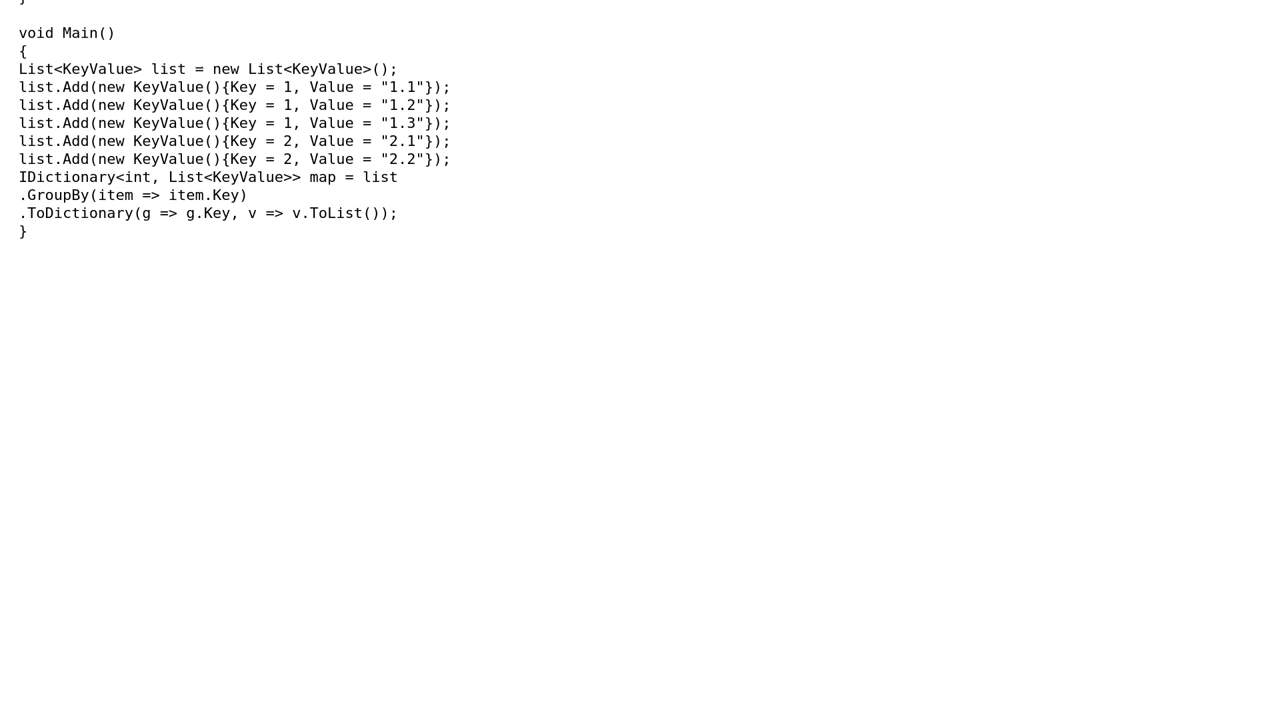 }
void Main()
{
List<KeyValue> list = new List<KeyValue>();
list.Add(new KeyValue(){Key = 1, Value = "1.1"});
list.Add(new KeyValue(){Key = 1, Value = "1.2"});
list.Add(new KeyValue(){Key = 1, Value = "1.3"});
list.Add(new KeyValue(){Key = 2, Value = "2.1"});
list.Add(new KeyValue(){Key = 2, Value = "2.2"});
IDictionary<int, List<KeyValue>> map = list
.GroupBy(item => item.Key)
.ToDictionary(g => g.Key, v => v.ToList());
}